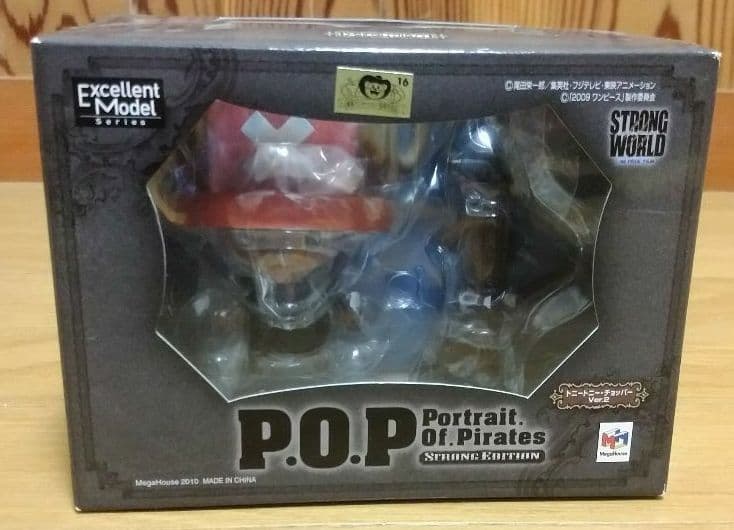 Excellent
Model
Series
16
©尾田栄一郎/集英社・フジテレビ・東映アニメーション
©「2009 ワンピース」製作委員会
STRONG
WORLD
トニートニー・チョッパー
Ver.2
P.O.P
Portrait.
Of.Pirates
STRONG EDITION
MegaHouse 2010 MADE IN CHINA
MegaHouse